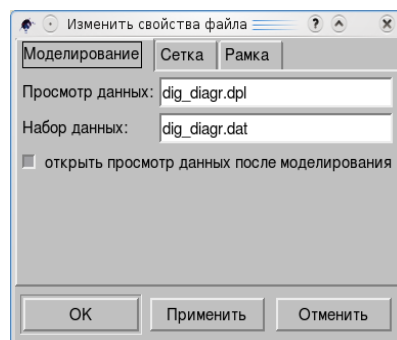 Изменить свойства файла
Моделирование Сетка Рамка
Просмотр данных: dig_diagr.dpl
Набор данных: dig_diagr.dat
открыть просмотр данных после моделирования
OK Применить Отменить